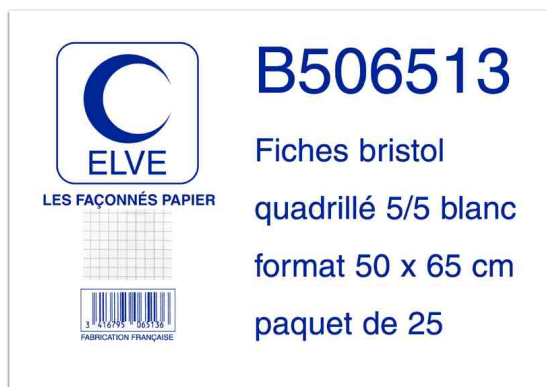 ELVE
LES FAÇONNÉS PAPIER
3 416795 065136
FABRICATION FRANÇAISE
B506513
Fiches bristol
quadrillé 5/5 blanc
format 50 x 65 cm
paquet de 25